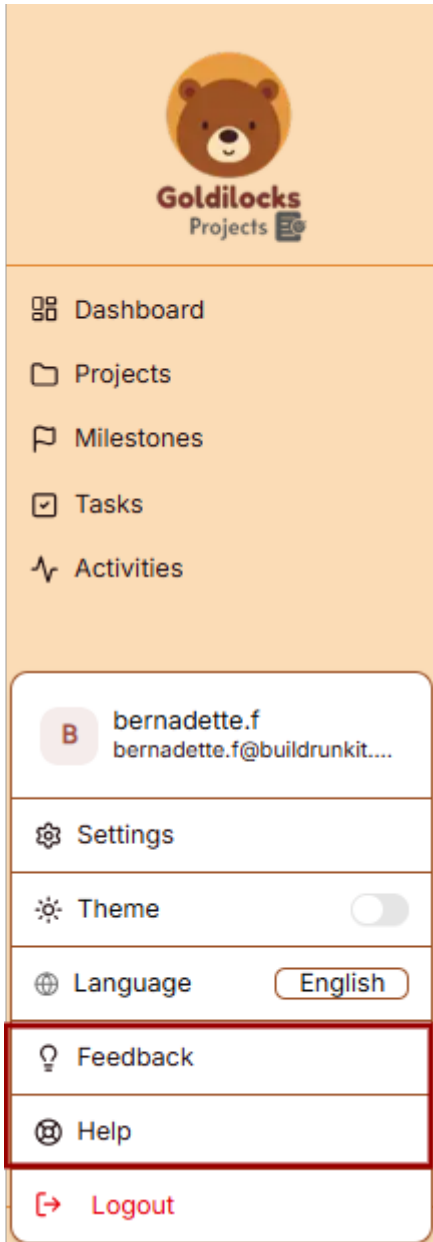 Goldilocks
Projects
Dashboard
Projects
Milestones
Tasks
Activities
B
bernadette.f
bernadette.f@buildrunkit....
Settings
Theme
Language English
Feedback
Help
Logout